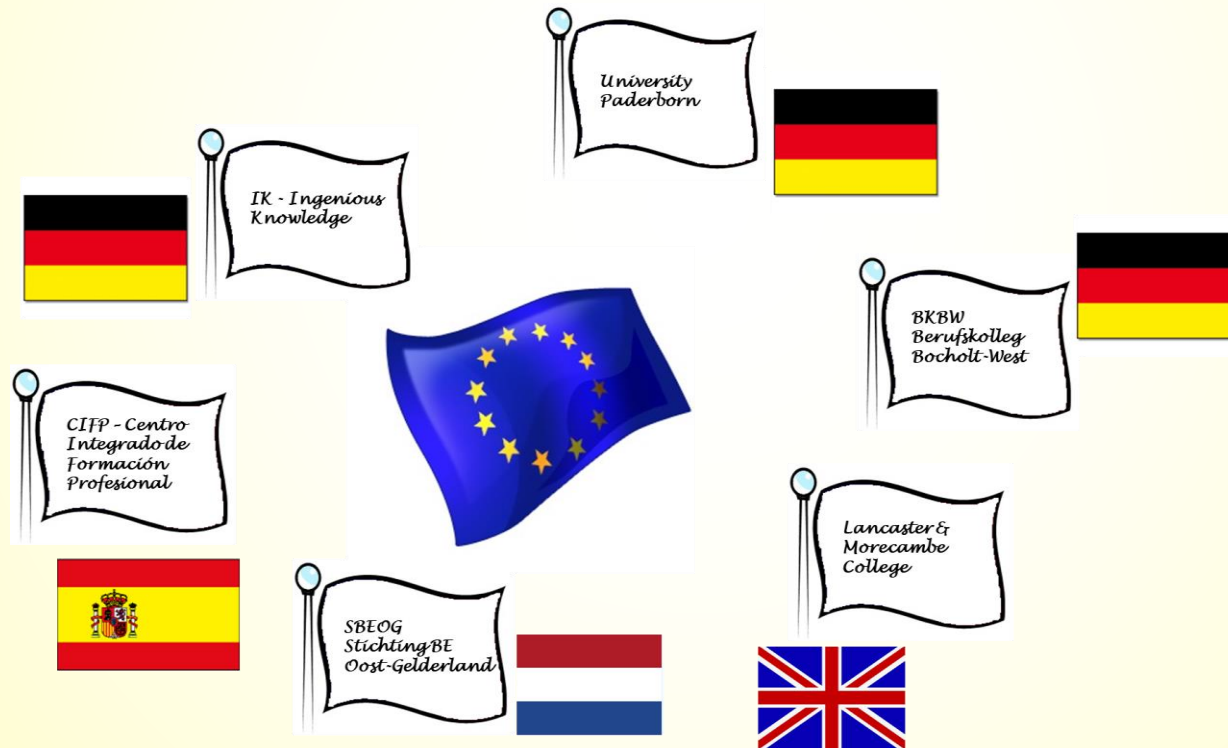 University
Paderborn
IK - Ingenious
Knowledge
BKBW
Berufskolleg
Bocholt-West
CIFP - Centro
Integrado de
Formación
Profesional
Lancaster &
Morecambe
College
SBEOG
Stichting BE
Oost-Gelderland